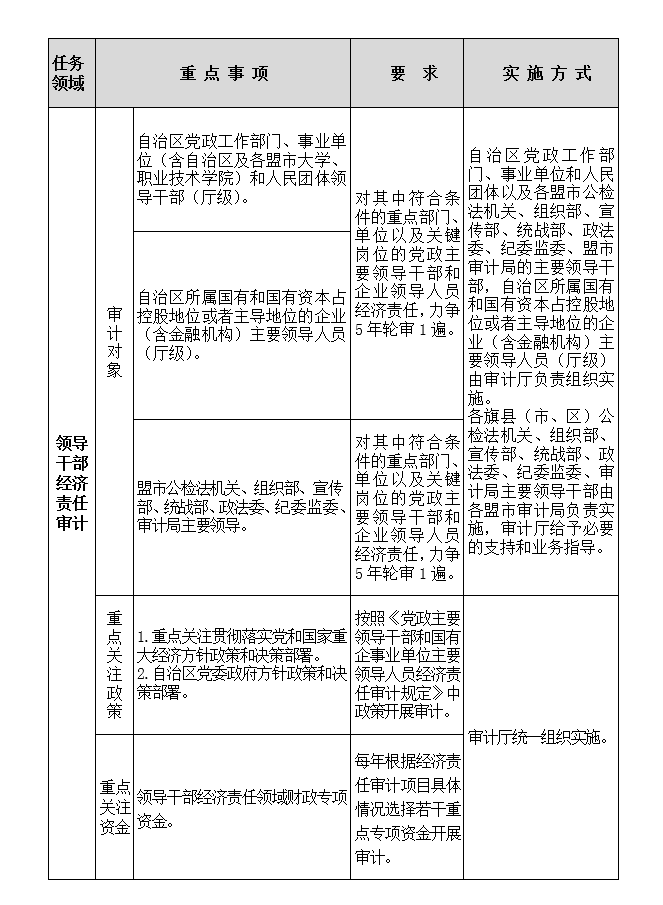 任务
领域
重 点 事 项
要 求
实 施 方 式
领导
干部
经济
责任
审计
审
计
对
象
自治区党政工作部门、事业单
位（含自治区及各盟市大学、
职业技术学院）和人民团体领
导干部（厅级）。
对其中符合条
件的重点部门、
单位以及关键
岗位的党政主
要领导干部和
企业领导人员
经济责任,力争
5 年轮审 1 遍。
自治区党政工作部
门、事业单位和人民
团体以及各盟市公检
法机关、组织部、宣
传部、统战部、政法
委、纪委监委、盟市
审计局的主要领导干
部，自治区所属国有
和国有资本占控股地
位或者主导地位的企
业（含金融机构）主
要领导人员（厅级）
由审计厅负责组织实
施。
各旗县（市、区）公
检法机关、组织部、
宣传部、统战部、政
法委、纪委监委、审
计局主要领导干部由
各盟市审计局负责实
施，审计厅给予必要
的支持和业务指导。
自治区所属国有和国有资本占
控股地位或主导地位的企业
（含金融机构）主要领导人员
（厅级）。
盟市公检法机关、组织部、宣传
部、统战部、政法委、纪委监委、
审计局主要领导。
对其中符合条
件的重点部门、
单位以及关键
岗位的党政主
要领导干部和
企业领导人员
经济责任,力争
5 年轮审 1 遍。
重
点
关
注
政
策
1.重点关注贯彻落实党和国家重
大经济方针政策和决策部署。
2.自治区党委政府方针政策和决
策部署。
按照《党政主要
领导干部和国有
企事业单位主要
领导人员经济责
任审计规定》中
政策开展审计。
审计厅统一组织实施。
重点
关注
资金
领导干部经济责任领域财政专项
资金。
每年根据经济责
任审计项目具体
情况选择若干重
点专项资金开展
审计。